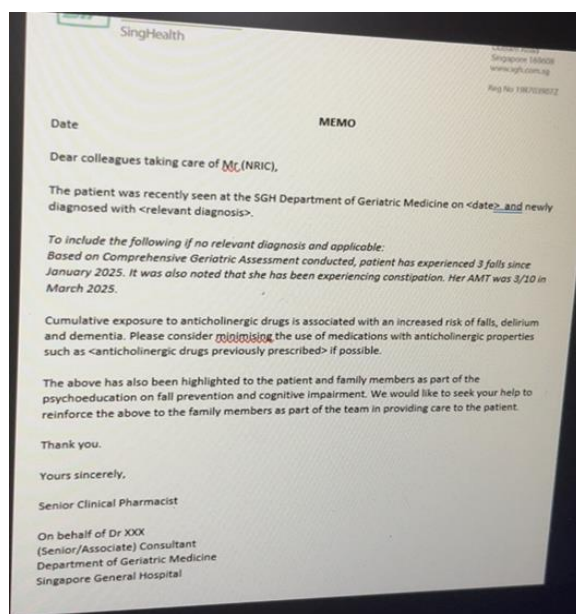 SingHealth
Singapore 169608
www.sgh.com.sg
Reg No
Date
MEMO
Dear colleagues taking care of Mr (NRIC),
The patient was recently seen at the SGH Department of Geriatric Medicine on <date> and newly
diagnosed with <relevant diagnosis>.
To include the following if no relevant diagnosis and applicable:
Based on Comprehensive Geriatric Assessment conducted, patient has experienced 3 falls since
January 2025. It was also noted that she has been experiencing constipation. Her AMT was 3/10 in
March 2025.
Cumulative exposure to anticholinergic drugs is associated with an increased risk of falls, delirium
and dementia. Please consider minimising the use of medications with anticholinergic properties
such as <anticholinergic drugs previously prescribed> if possible.
The above has also been highlighted to the patient and family members as part of the
psychoeducation on fall prevention and cognitive impairment. We would like to seek your help to
reinforce the above to the family members as part of the team in providing care to the patient.
Thank you.
Yours sincerely,
Senior Clinical Pharmacist
On behalf of Dr XXX
(Senior/Associate) Consultant
Department of Geriatric Medicine
Singapore General Hospital